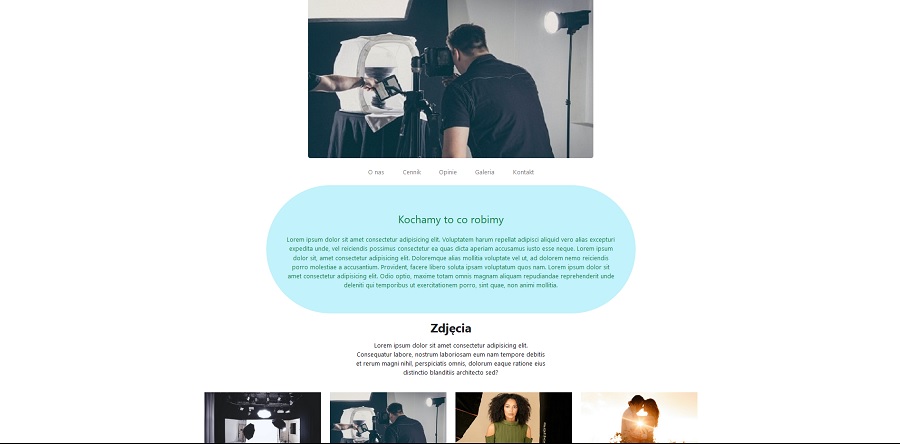 O nas Cennik Opinie Galeria Kontakt
Kochamy to co robimy
Lorem ipsum dolor sit amet consectetur adipisicing elit. Voluptatem harum repellat adipisci aliquid vero alias excepturi
expedita unde, vel reiciendis possimus consectetur ea quas dicta aperiam accusamus iusto esse neque. Lorem ipsum
dolor sit, amet consectetur adipisicing elit. Doloremque alias mollitia voluptate vel ut, ad dolorem nemo reiciendis
porro molestiae a accusantium. Provident, facere libero soluta ipsam voluptatum quos nam. Lorem ipsum dolor sit
amet consectetur adipisicing elit. Odio optio, maxime totam omnis magnam aliquam repudiandae reprehenderit unde
deleniti qui temporibus ut exercitationem porro, sint quae, non animi mollitia.
Zdjęcia
Lorem ipsum dolor sit amet consectetur adipisicing elit.
Consequatur labore, nostrum laboriosam eum nam tempore debitis
et rerum magni nihil, perspiciatis omnis, dolorum eaque ratione eius
distinctio blanditiis architecto sed?